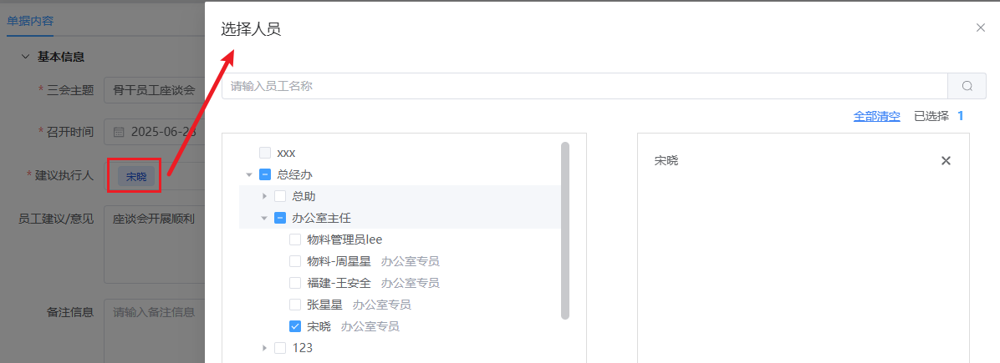 单据内容
基本信息
* 三会主题 骨干员工座谈会
* 召开时间 2025-06-23
* 建议执行人 宋晓
员工建议/意见 座谈会开展顺利
备注信息 请输入备注信息
选择人员
请输入员工名称
全部清空 已选择 1
xxx
总经办
总助
办公室主任
物料管理员lee
物料-周星星 办公室专员
福建-王安全 办公室专员
张星星 办公室专员
宋晓 办公室专员
123
宋晓